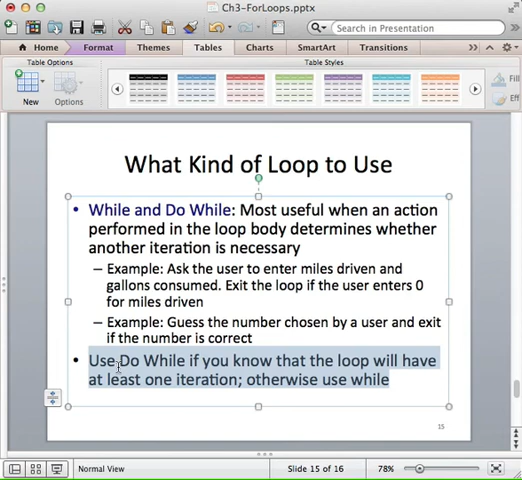 Ch3-ForLoops.pptx
Search in Presentation
Home Format Themes Tables Charts SmartArt Transitions
Table Options Table Styles
New Options Fill
Eff
What Kind of Loop to Use
• While and Do While: Most useful when an action
performed in the loop body determines whether
another iteration is necessary
– Example: Ask the user to enter miles driven and
gallons consumed. Exit the loop if the user enters 0
for miles driven
– Example: Guess the number chosen by a user and exit
if the number is correct
• Use Do While if you know that the loop will have
at least one iteration; otherwise use while
15
Normal View Slide 15 of 16 78%